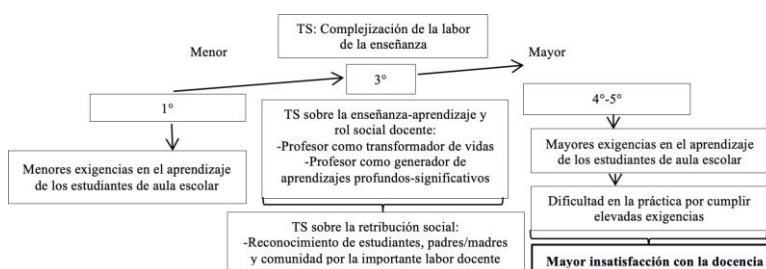 TS: Complejización de la labor
de la enseñanza
Menor
Mayor
3°
1°
4°-5°
TS sobre la enseñanza-aprendizaje y
rol social docente:
-Profesor como transformador de vidas
-Profesor como generador de
aprendizajes profundos-significativos
Menores exigencias en el aprendizaje
de los estudiantes de aula escolar
Mayores exigencias en el aprendizaje
de los estudiantes de aula escolar
Dificultad en la práctica por cumplir
elevadas exigencias
TS sobre la retribución social:
-Reconocimiento de estudiantes, padres/madres
y comunidad por la importante labor docente
Mayor insatisfacción con la docencia